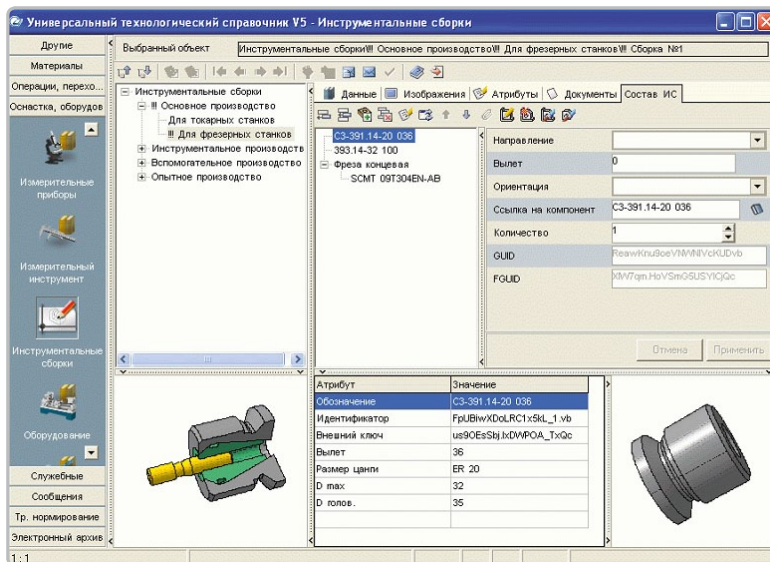 Универсальный технологический справочник V5 - Инструментальные сборки
Другие
Материалы
Операции, перехо...
Оснастка, оборудов
Измерительные приборы
Измерительный инструмент
Инструментальные сборки
Оборудование
Служебные
Сообщения
Тр. нормирование
Электронный архив
Выбранный объект
Инструментальные сборки\!!! Основное производство\!!! Для фрезерных станков\!!! Сборка №1
Инструментальные сборки
!!! Основное производство
Для токарных станков
!!! Для фрезерных станков
Инструментальное производств
Вспомогательное производство
Опытное производство
Данные
Изображения
Атрибуты
Документы
Состав ИС
C3-391.14-20 036
393.14-32 100
Фреза концевая
SCMT 09T304EN-AB
Направление
Вылет 0
Ориентация
Ссылка на компонент C3-391.14-20 036
Количество 1
GUID
FGUID
Отмена Применить
Атрибут Значение
Обозначение C3-391.14-20 036
Идентификатор FpUBiwXDoLRC1x5kL_1.vb
Внешний ключ
Вылет 36
Размер цанги ER 20
D max 32
D голов. 35
1:1